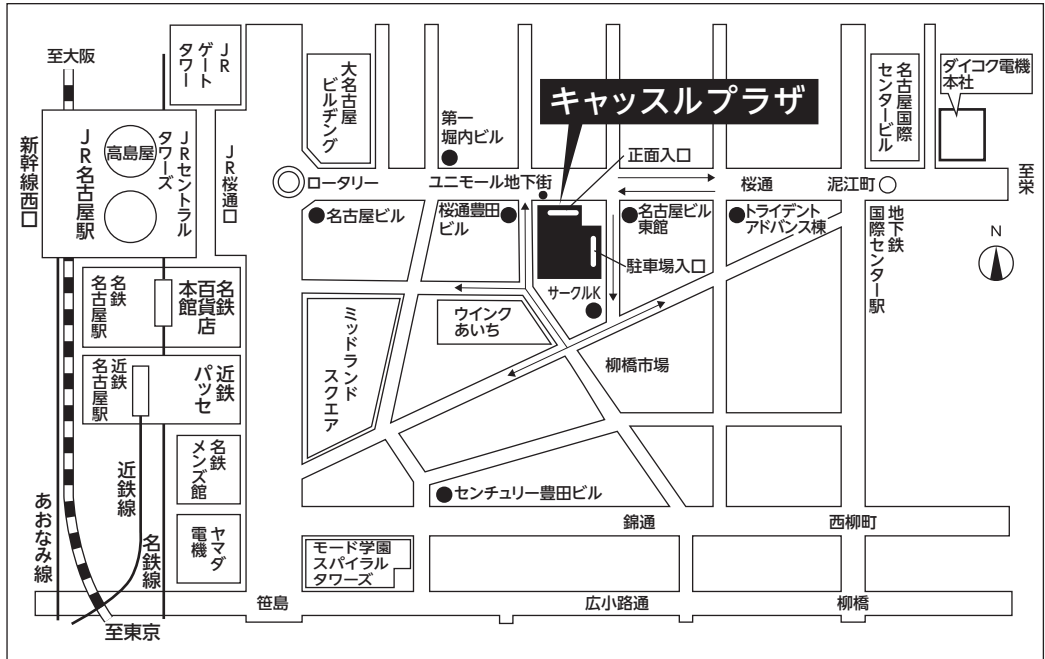 至大阪
JR
ゲート
タワー
大名古屋
ビルヂング
キャッスルプラザ
名古屋国際
センタービル
ダイコク電機
本社
第一
堀内ビル
正面入口
新幹線西口
JR名古屋駅
高島屋
JRセントラル
タワーズ
JR桜通口
ロータリー
ユニモール地下街
桜通
泥江町
至栄
名古屋ビル
桜通豊田
ビル
名古屋ビル
東館
トライデント
アドバンス棟
地下鉄
国際センター駅
N
駐車場入口
サークルK
名鉄
名古屋駅
名鉄
百貨店
本館
ミッドランド
スクエア
ウインク
あいち
柳橋市場
近鉄
名古屋駅
近鉄
パッセ
名鉄
メンズ館
センチュリー豊田ビル
あおなみ線
近鉄線
名鉄線
ヤマダ
電機
錦通
西柳町
モード学園
スパイラル
タワーズ
笹島
広小路通
柳橋
至東京